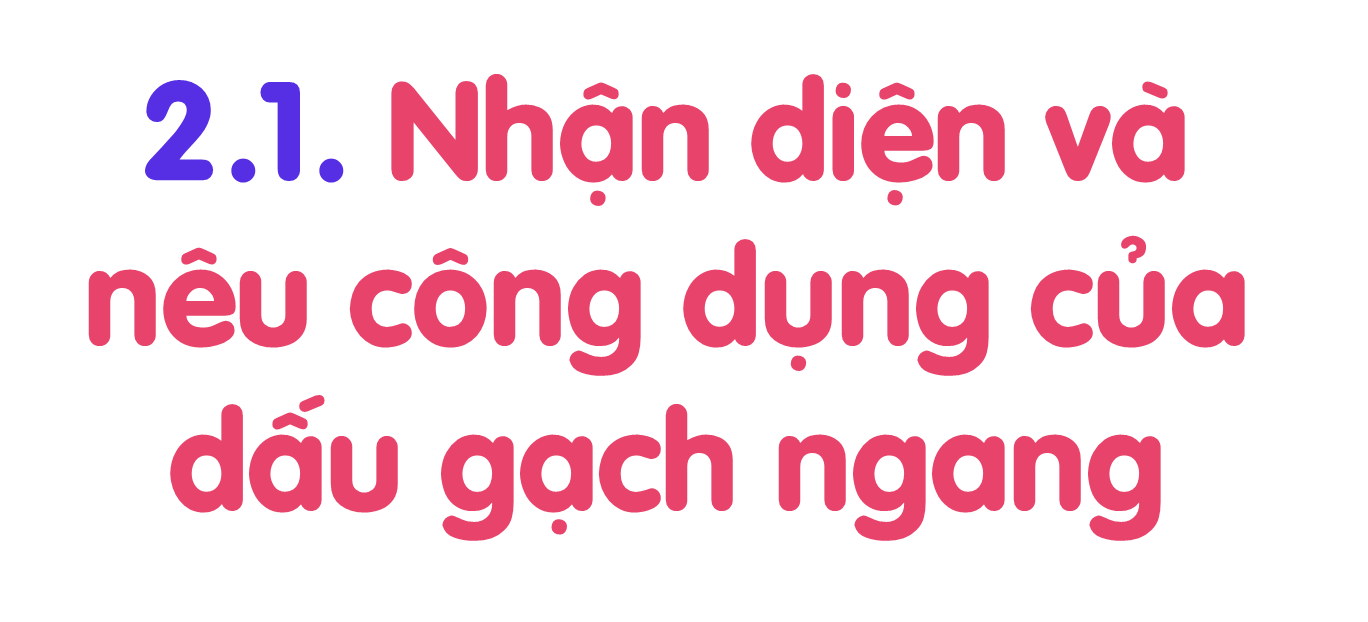 2.1. Nhận diện và
nêu công dụng của
dấu gạch ngang